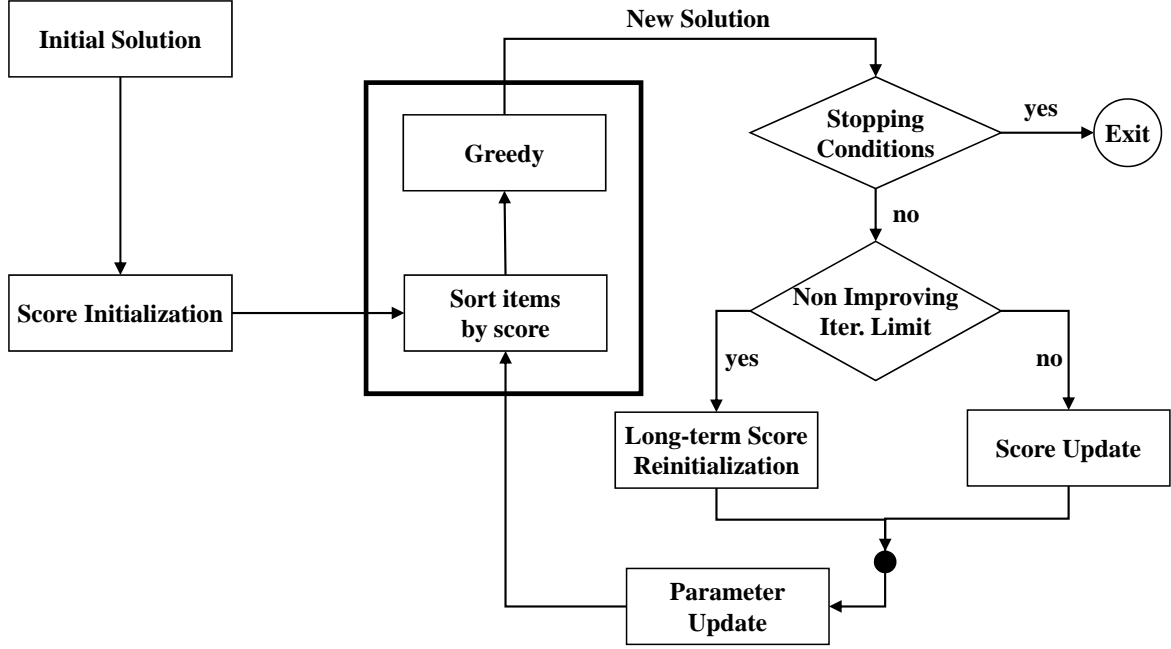 Initial Solution
New Solution
Greedy
Stopping
Conditions
yes
Exit
no
Score Initialization
Sort items
by score
Non Improving
Iter. Limit
yes
no
Long-term Score
Reinitialization
Score Update
Parameter
Update